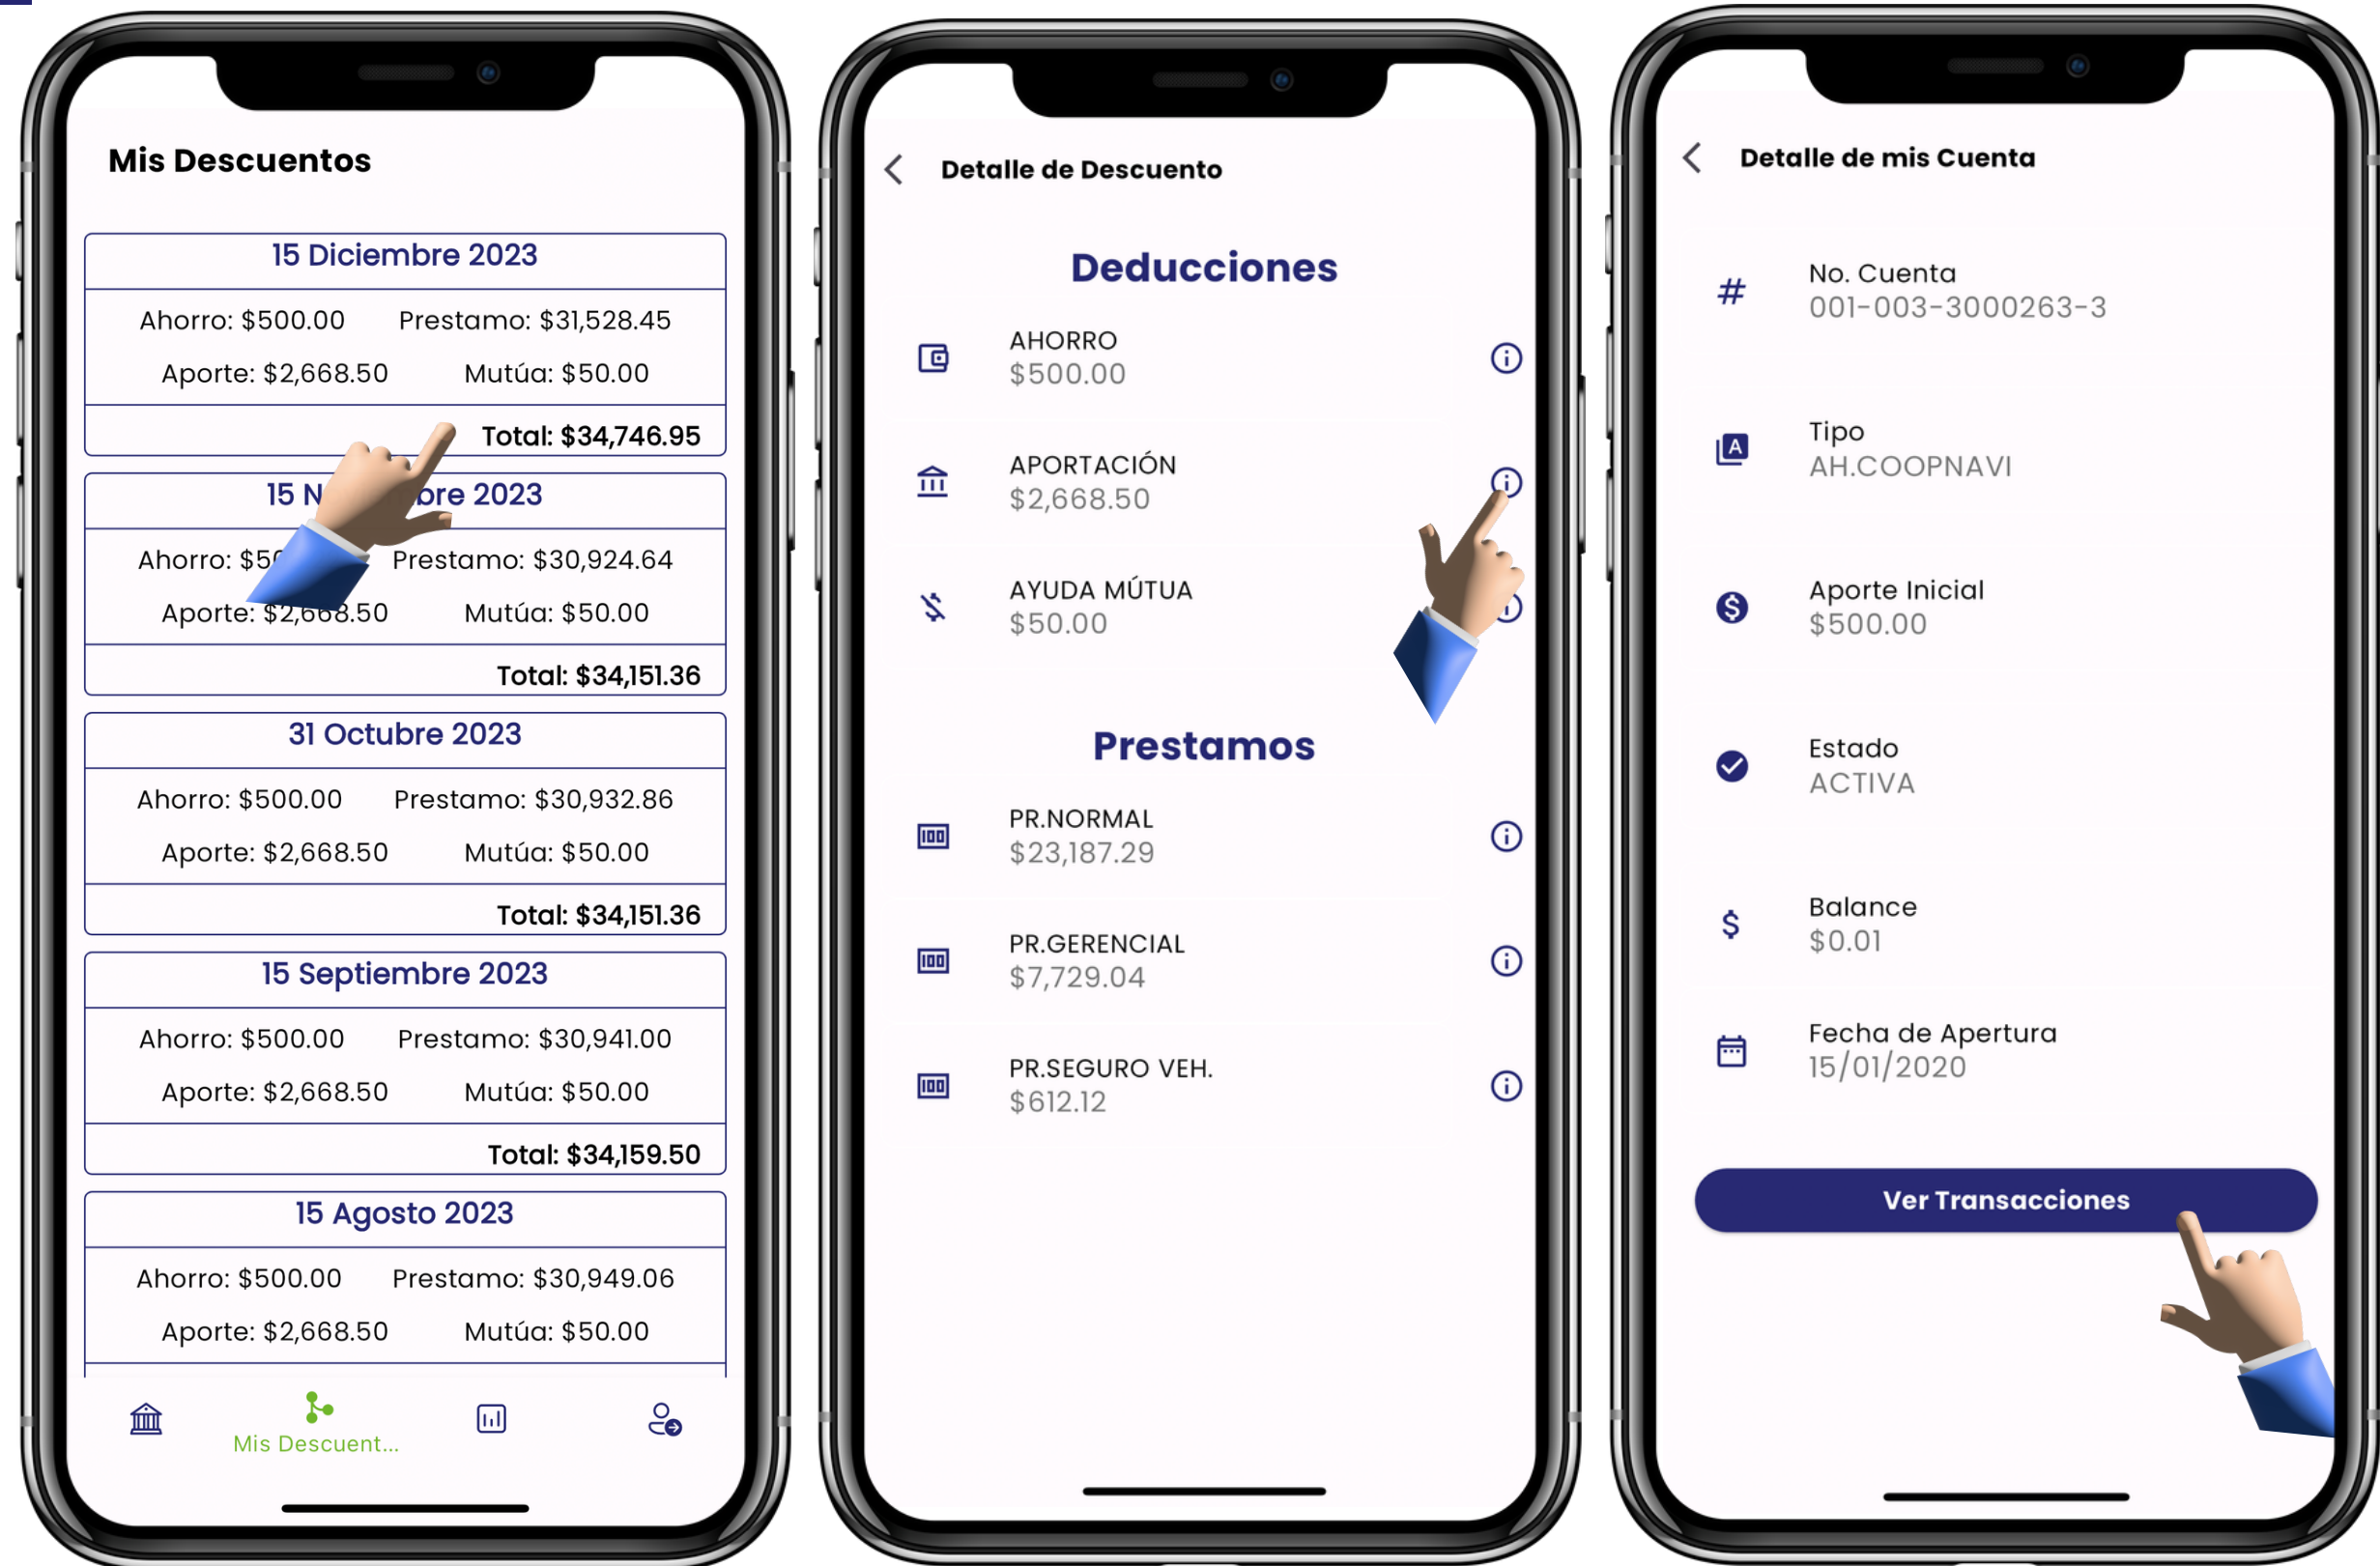 Mis Descuentos
15 Diciembre 2023
Ahorro: $500.00 Prestamo: $31,528.45
Aporte: $2,668.50 Mutúa: $50.00
Total: $34,746.95
15 2023
Ahorro: Prestamo: $30,924.64
Aporte: $2,668.50 Mutúa: $50.00
Total: $34,151.36
31 Octubre 2023
Ahorro: $500.00 Prestamo: $30,932.86
Aporte: $2,668.50 Mutúa: $50.00
Total: $34,151.36
15 Septiembre 2023
Ahorro: $500.00 Prestamo: $30,941.00
Aporte: $2,668.50 Mutúa: $50.00
Total: $34,159.50
15 Agosto 2023
Ahorro: $500.00 Prestamo: $30,949.06
Aporte: $2,668.50 Mutúa: $50.00
Mis Descuent...
Detalle de Descuento
Deducciones
AHORRO
$500.00
APORTACIÓN
$2,668.50
AYUDA MÚTUA
$50.00
Prestamos
PR.NORMAL
$23,187.29
PR.GERENCIAL
$7,729.04
PR.SEGURO VEH.
$612.12
Detalle de mis Cuenta
No. Cuenta
001-003-3000263-3
Tipo
AH.COOPNAVI
Aporte Inicial
$500.00
Estado
ACTIVA
Balance
$0.01
Fecha de Apertura
15/01/2020
Ver Transacciones